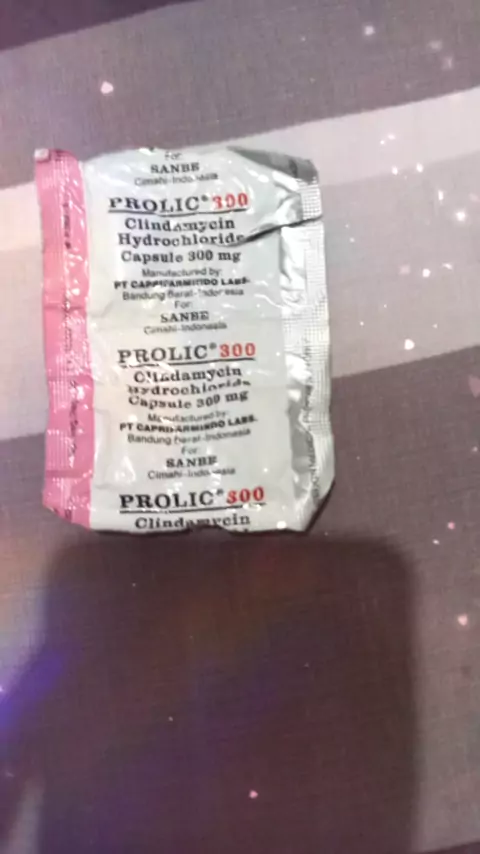 For:
SANBE
Cimahi-Indonesia
PROLIC® 300
Clindamycin
Hydrochloride
Capsule 300 mg
Manufactured by:
PT CAPRIFARMINDO LABS.
Bandung Barat-Indonesia
For:
SANBE
Cimahi-Indonesia
PROLIC® 300
Clindamycin
Hydrochloride
Capsule 300 mg
Manufactured by:
PT CAPRIFARMINDO LABS.
Bandung Barat-Indonesia
For:
SANBE
Cimahi-Indonesia
PROLIC® 300
Clindamycin